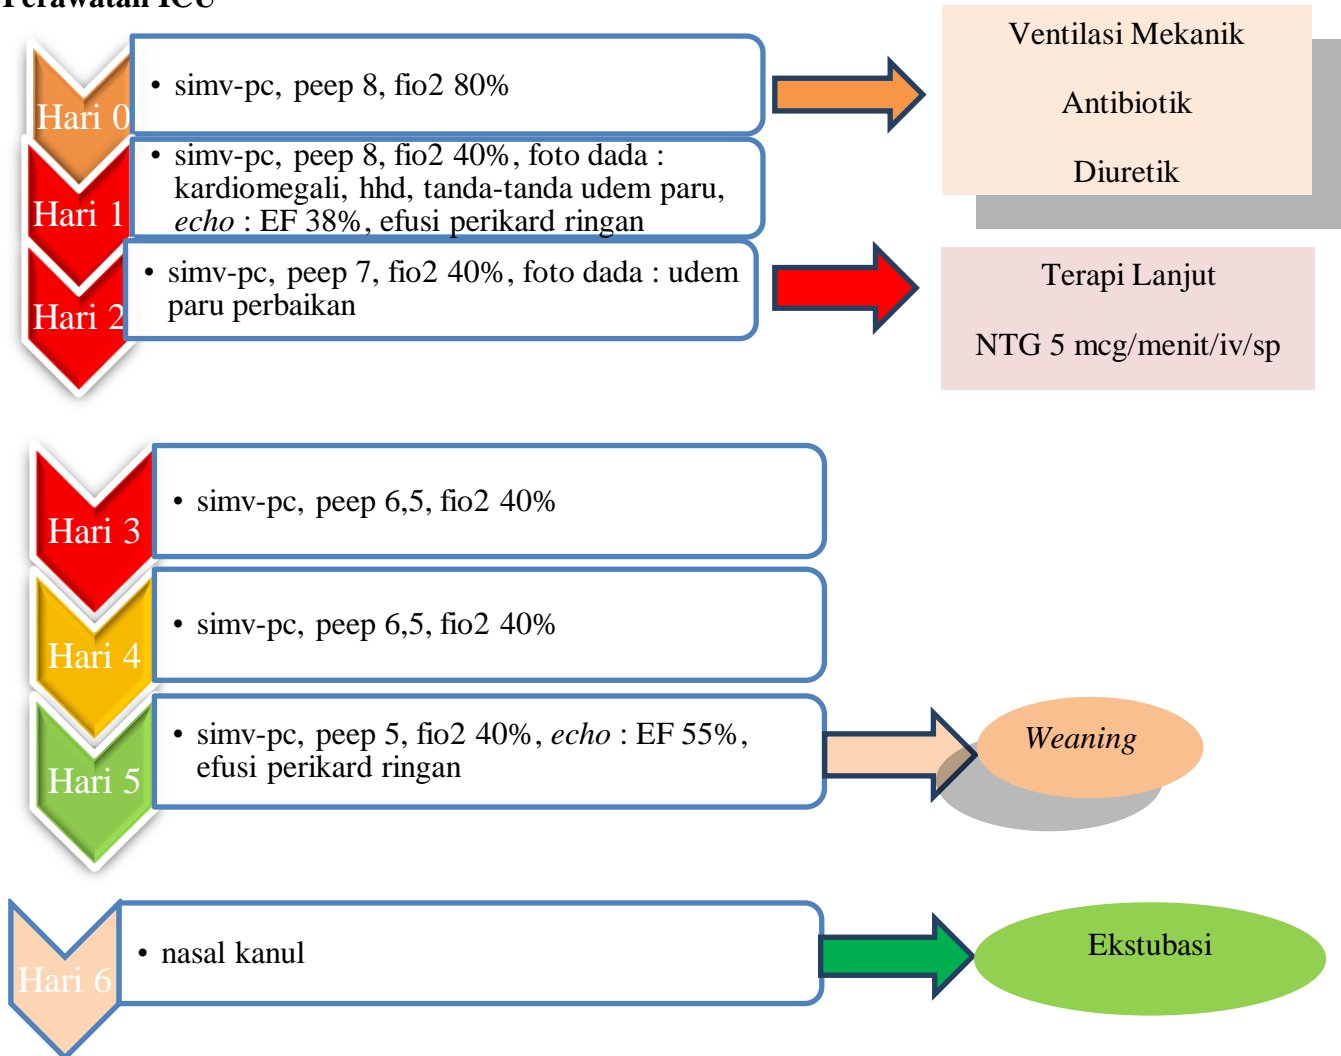 Perawatan ICU
Hari 0
• simv-pc, peep 8, fio2 80%
Ventilasi Mekanik
Antibiotik
Diuretik
Hari 1
• simv-pc, peep 8, fio2 40%, foto dada :
kardiomegali, hhd, tanda-tanda udem paru,
echo : EF 38%, efusi perikard ringan
Hari 2
• simv-pc, peep 7, fio2 40%, foto dada : udem
paru perbaikan
Terapi Lanjut
NTG 5 mcg/menit/iv/sp
Hari 3
• simv-pc, peep 6,5, fio2 40%
Hari 4
• simv-pc, peep 6,5, fio2 40%
Hari 5
• simv-pc, peep 5, fio2 40%, echo : EF 55%,
efusi perikard ringan
Weaning
Hari 6
• nasal kanul
Ekstubasi